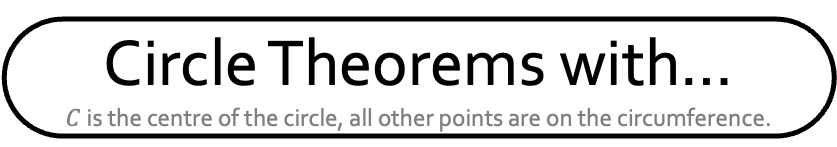 Circle Theorems with...
C is the centre of the circle, all other points are on the circumference.